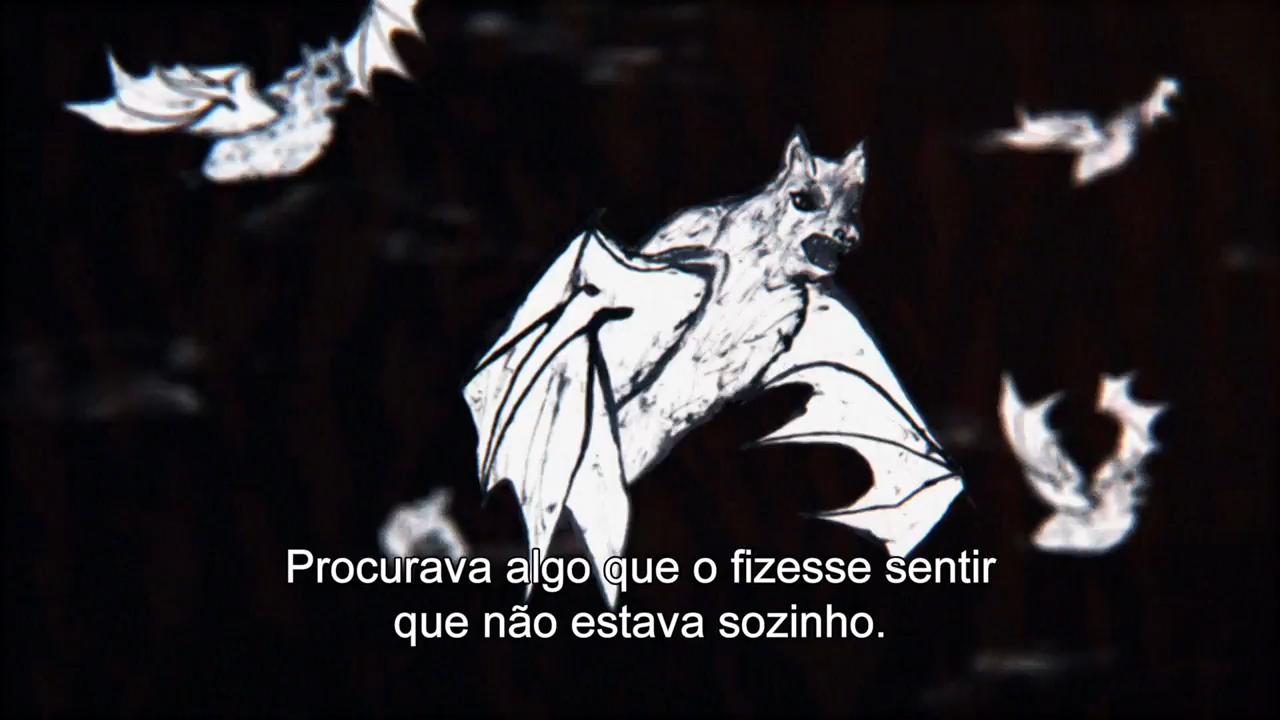 Procurava algo que o fizesse sentir
que não estava sozinho.